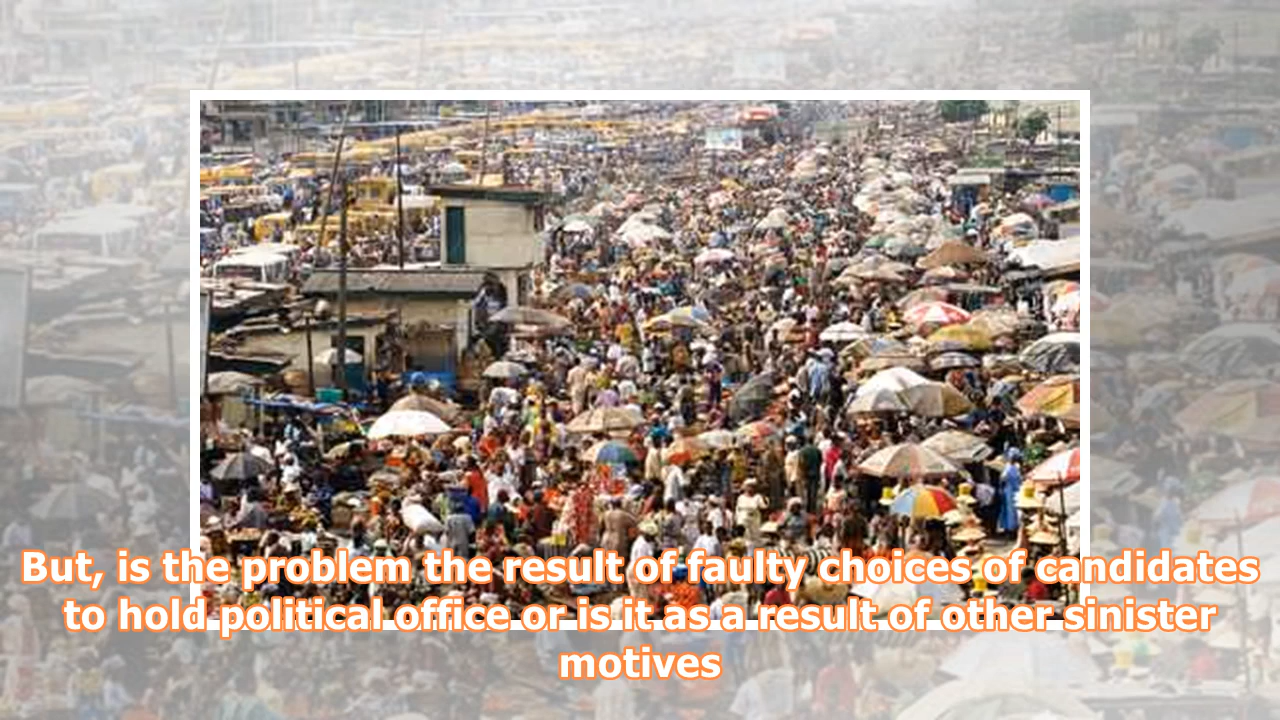 But, is the problem the result of faulty choices of candidates
to hold political office or is it as a result of other sinister
motives